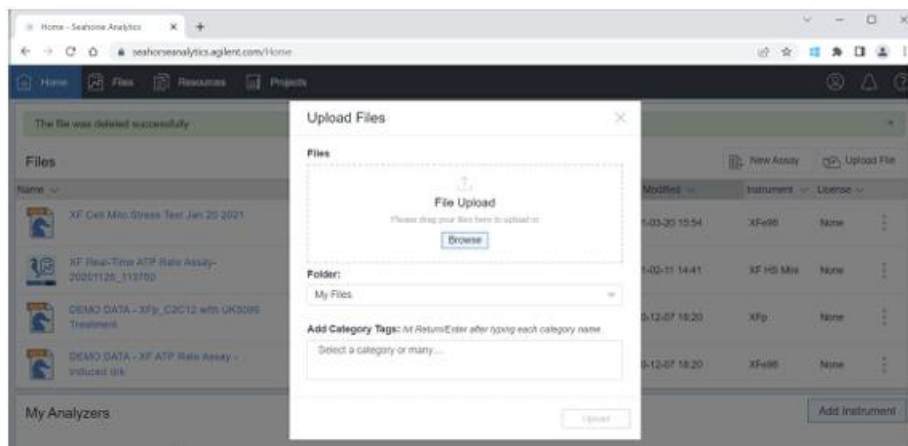 Home - Seahorse Analytics
seahorseanalytics.agilent.com/Home
Home Files Resources Projects
The file was deleted successfully
Files
New Assay Upload File
Name
Modified Instrument License
XF Cell Mito Stress Test Jan 20 2021
1-03-20 15:54 XFe96 None
XF Real-Time ATP Rate Assay-
20201126_113750
1-02-11 14:41 XF HS Mini None
DEMO DATA - XFp_C2C12 with UK5099
Treatment
0-12-07 18:20 XFp None
DEMO DATA - XF ATP Rate Assay -
0-12-07 18:20 XFe96 None
My Analyzers
Add Instrument
Upload Files
Files
File Upload
Please drag your files here to upload or
Browse
Folder:
My Files
Add Category Tags: hit Return/Enter after typing each category name.
Select a category or many...
Upload